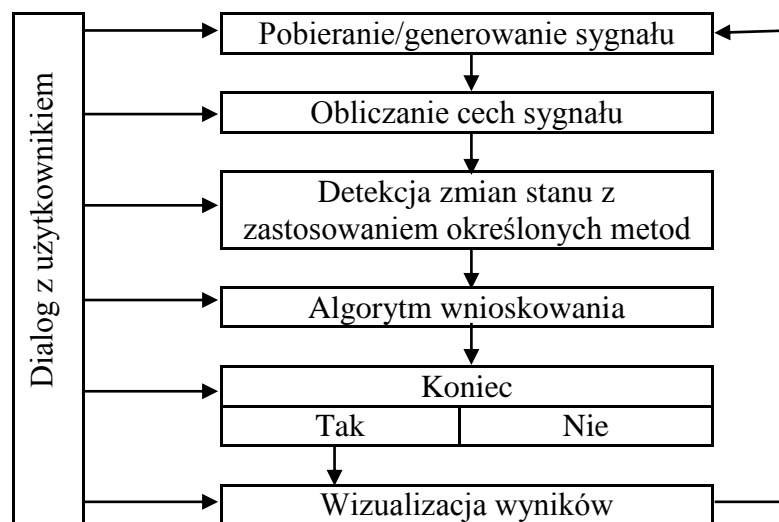 Dialog z użytkownikiem
Pobieranie/generowanie sygnału
Obliczanie cech sygnału
Detekcja zmian stanu z
zastosowaniem określonych metod
Algorytm wnioskowania
Koniec
Tak
Nie
Wizualizacja wyników